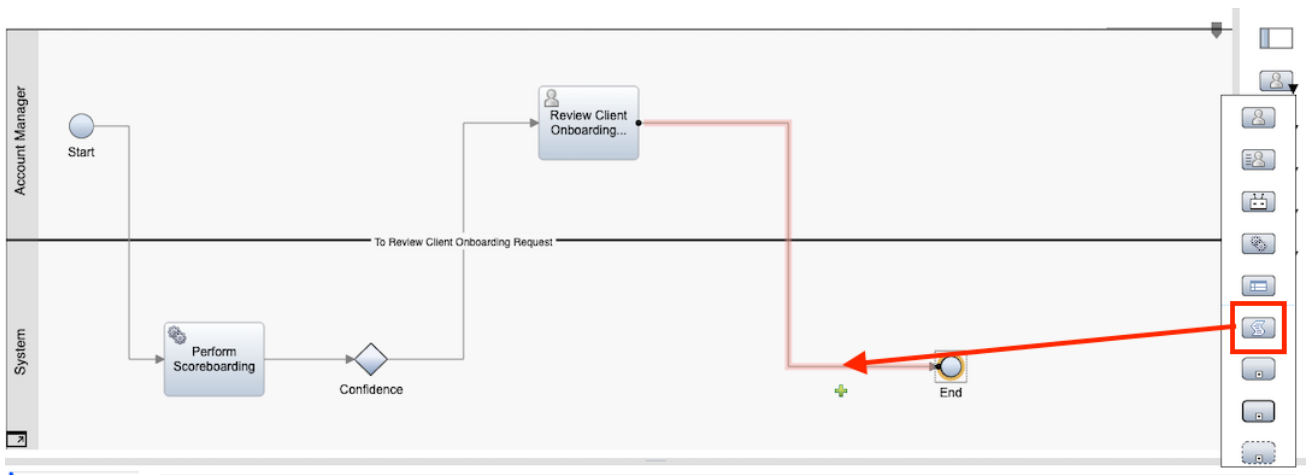 Account Manager
Start
Review Client
Onboarding...
To Review Client Onboarding Request
System
Perform
Scoreboarding
Confidence
End